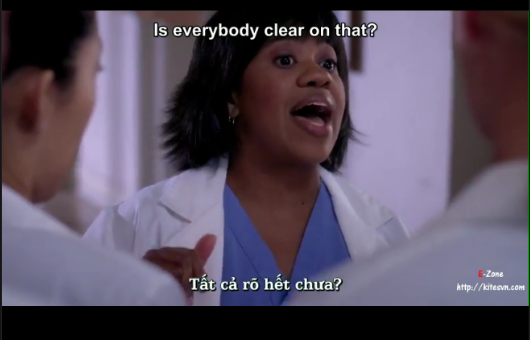 Is everybody clear on that?
Tất cả rõ hết chưa?
E-Zone
http://kitesvn.com